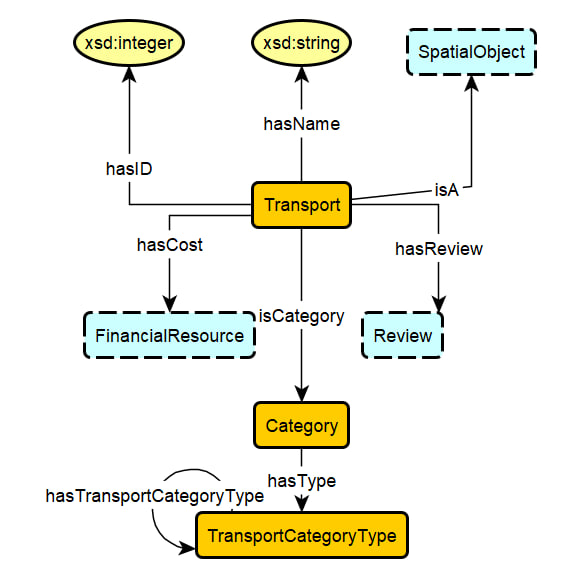 xsd:integer
xsd:string
SpatialObject
hasName
hasID
isA
Transport
hasCost
hasReview
isCategory
FinancialResource
Review
Category
hasType
hasTransportCategoryType
TransportCategoryType